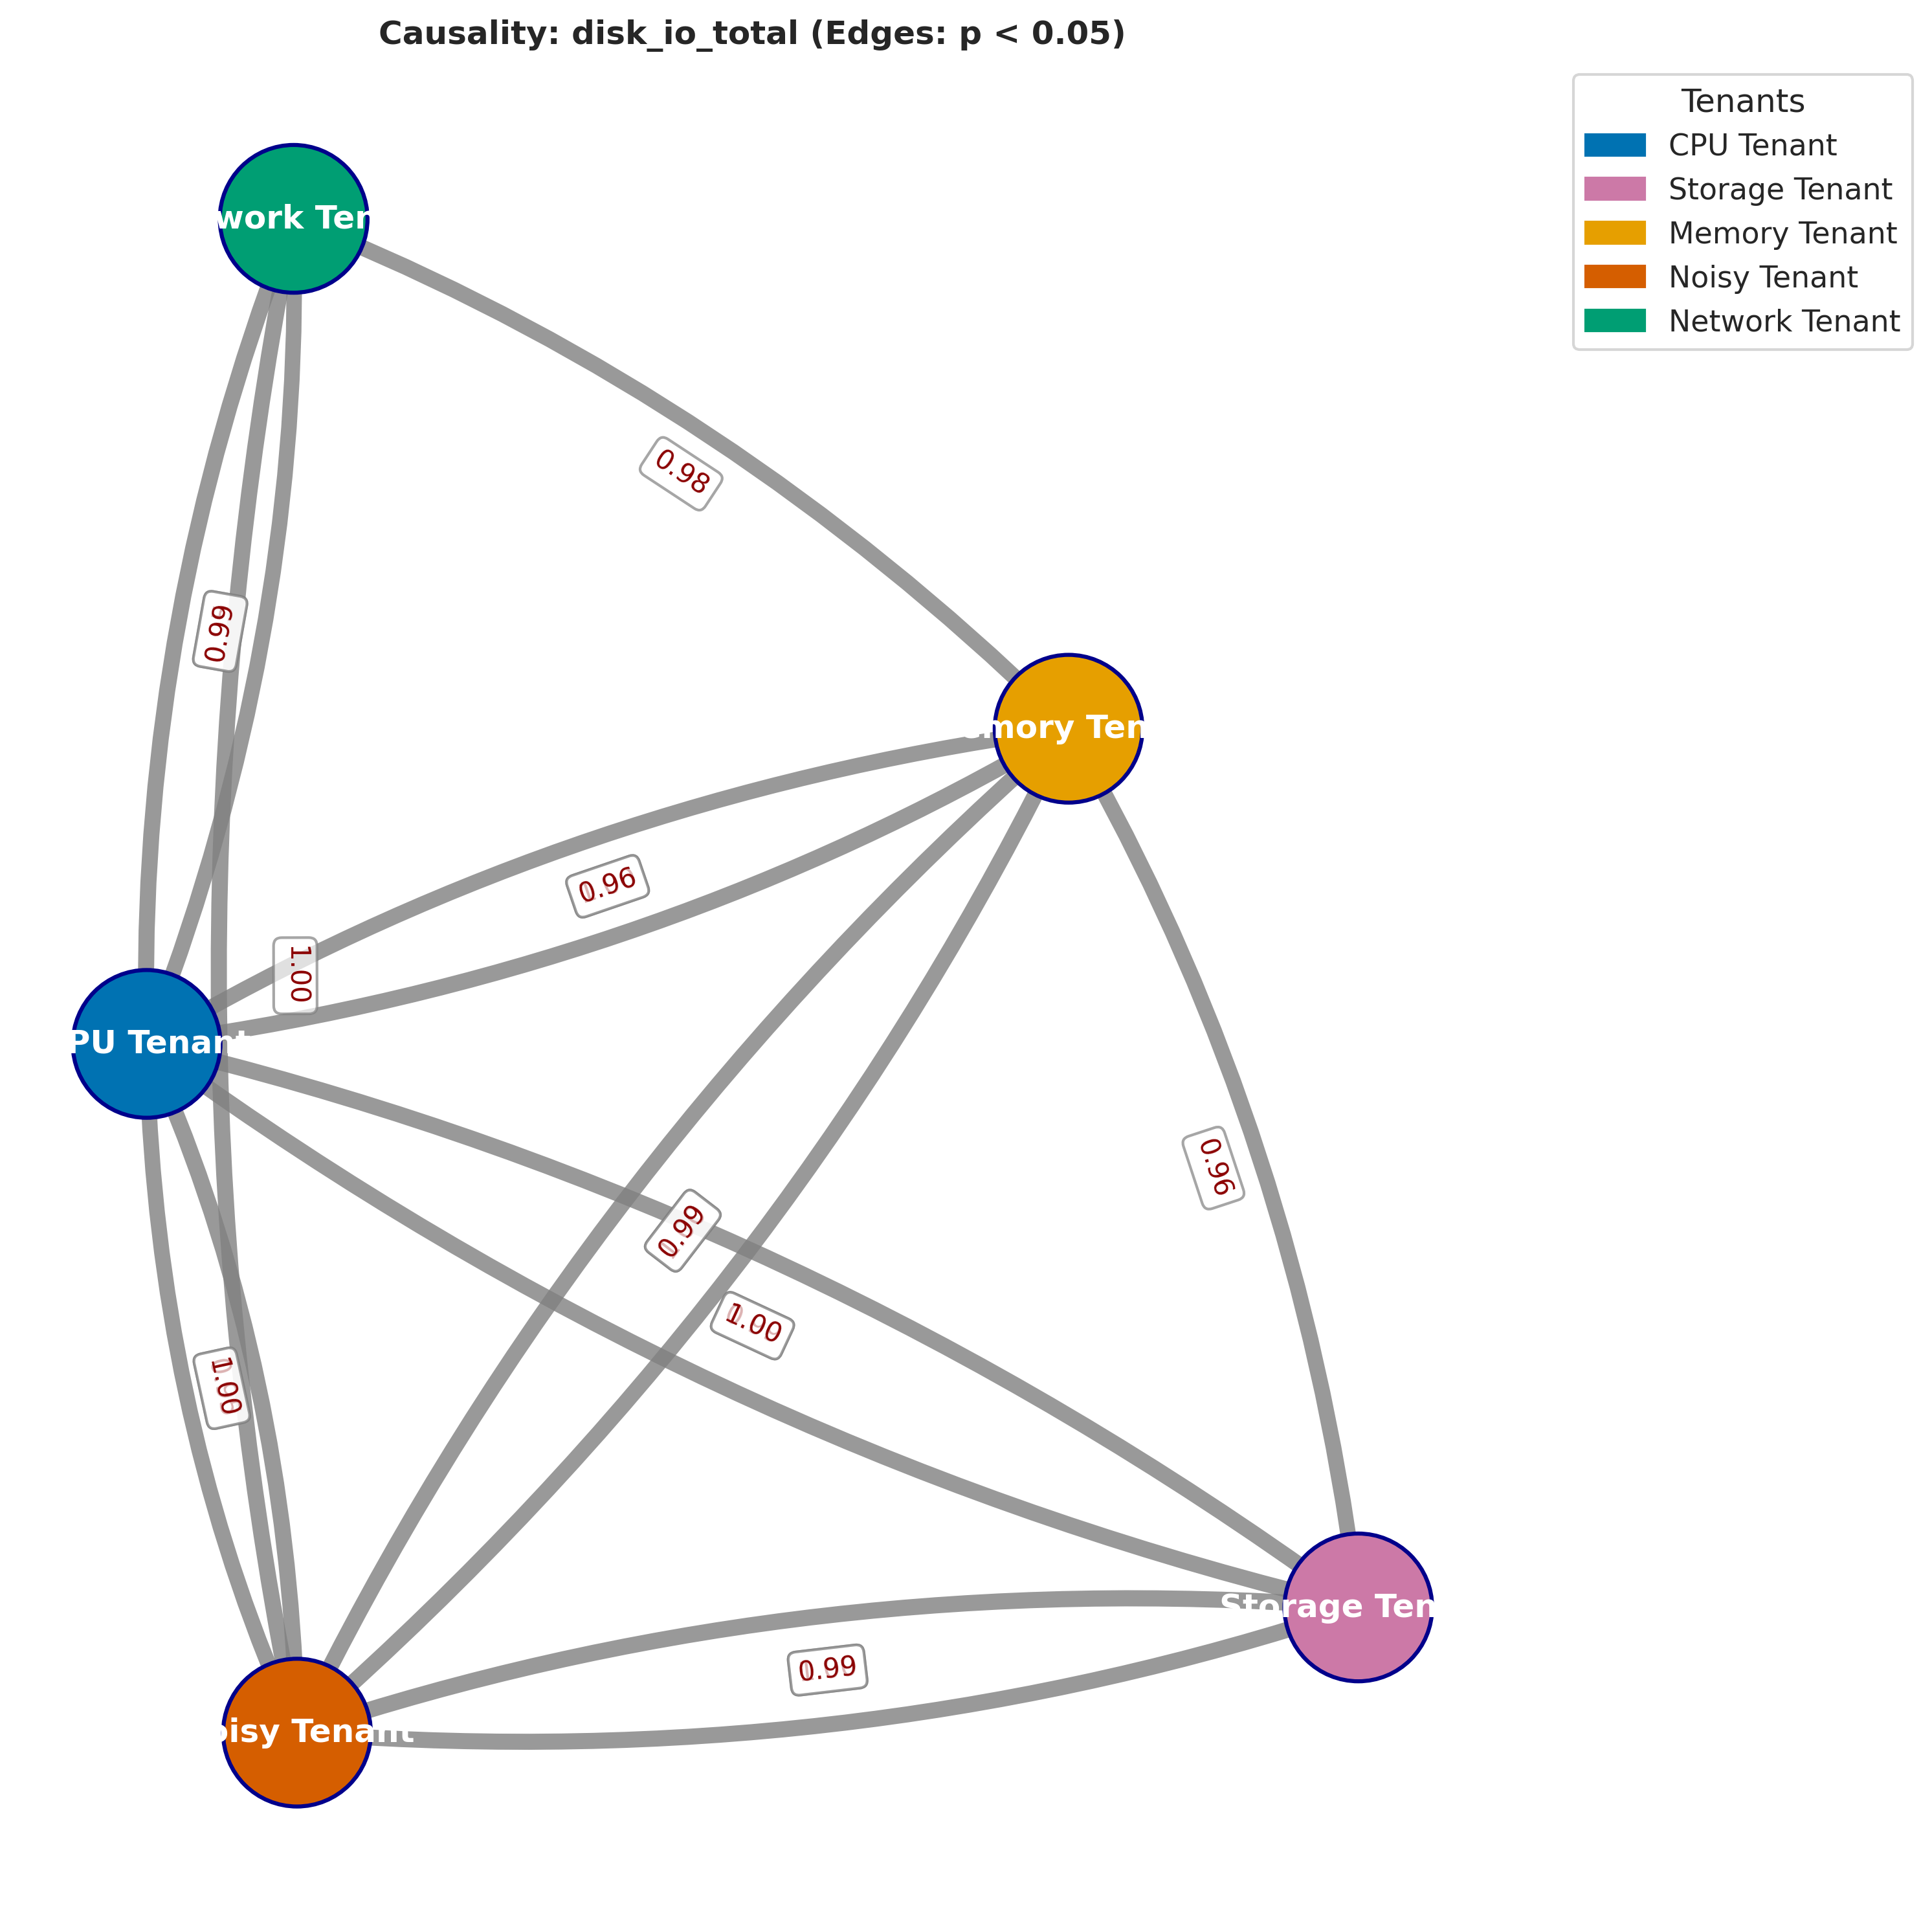 Causality: disk_io_total (Edges: p < 0.05)
Tenants
CPU Tenant
Storage Tenant
Memory Tenant
Noisy Tenant
Network Tenant
work Ten
0.98
0.99
mory Ten
0.96
1.00
PU Tenant
0.96
0.99
1.00
1.00
Storage Ten
0.99
oisy Tenant